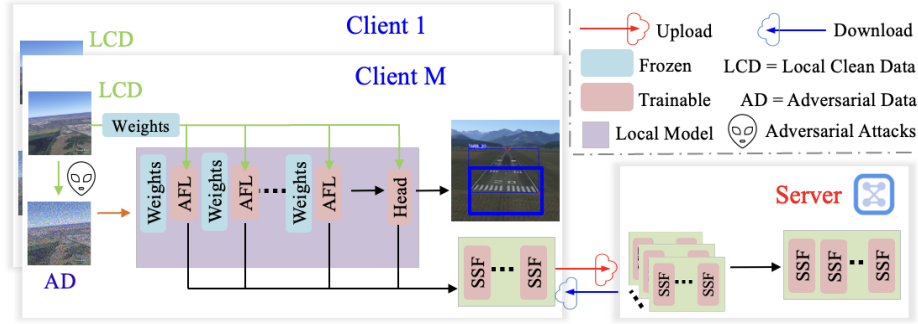 Client 1
LCD
Client M
LCD
Weights
Weights
AFL
Weights
AFL
Weights
AFL
Head
AD
SSF
SSF
Upload
Download
Frozen
LCD = Local Clean Data
Trainable
AD = Adversarial Data
Local Model
Adversarial Attacks
Server
SSF
SSF
SSF
SSF
SSF